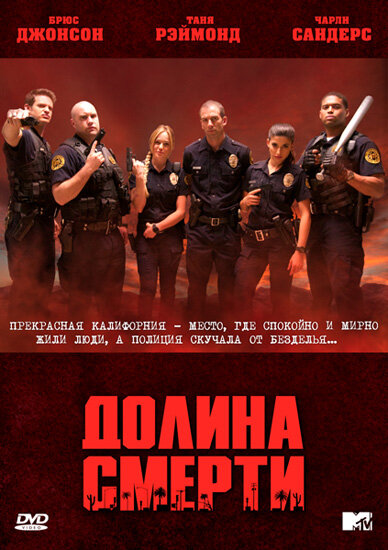 БРЮС ТАНЯ ЧАРЛИ
ДЖОНСОН РЭЙМОНД САНДЕРС
ПРЕКРАСНАЯ КАЛИФОРНИЯ – МЕСТО, ГДЕ СПОКОЙНО И МИРНО
ЖИЛИ ЛЮДИ, А ПОЛИЦИЯ СКУЧАЛА ОТ БЕЗДЕЛЬЯ...
ДОЛИНА
СМЕРТИ
DVD
VIDEO
MTV